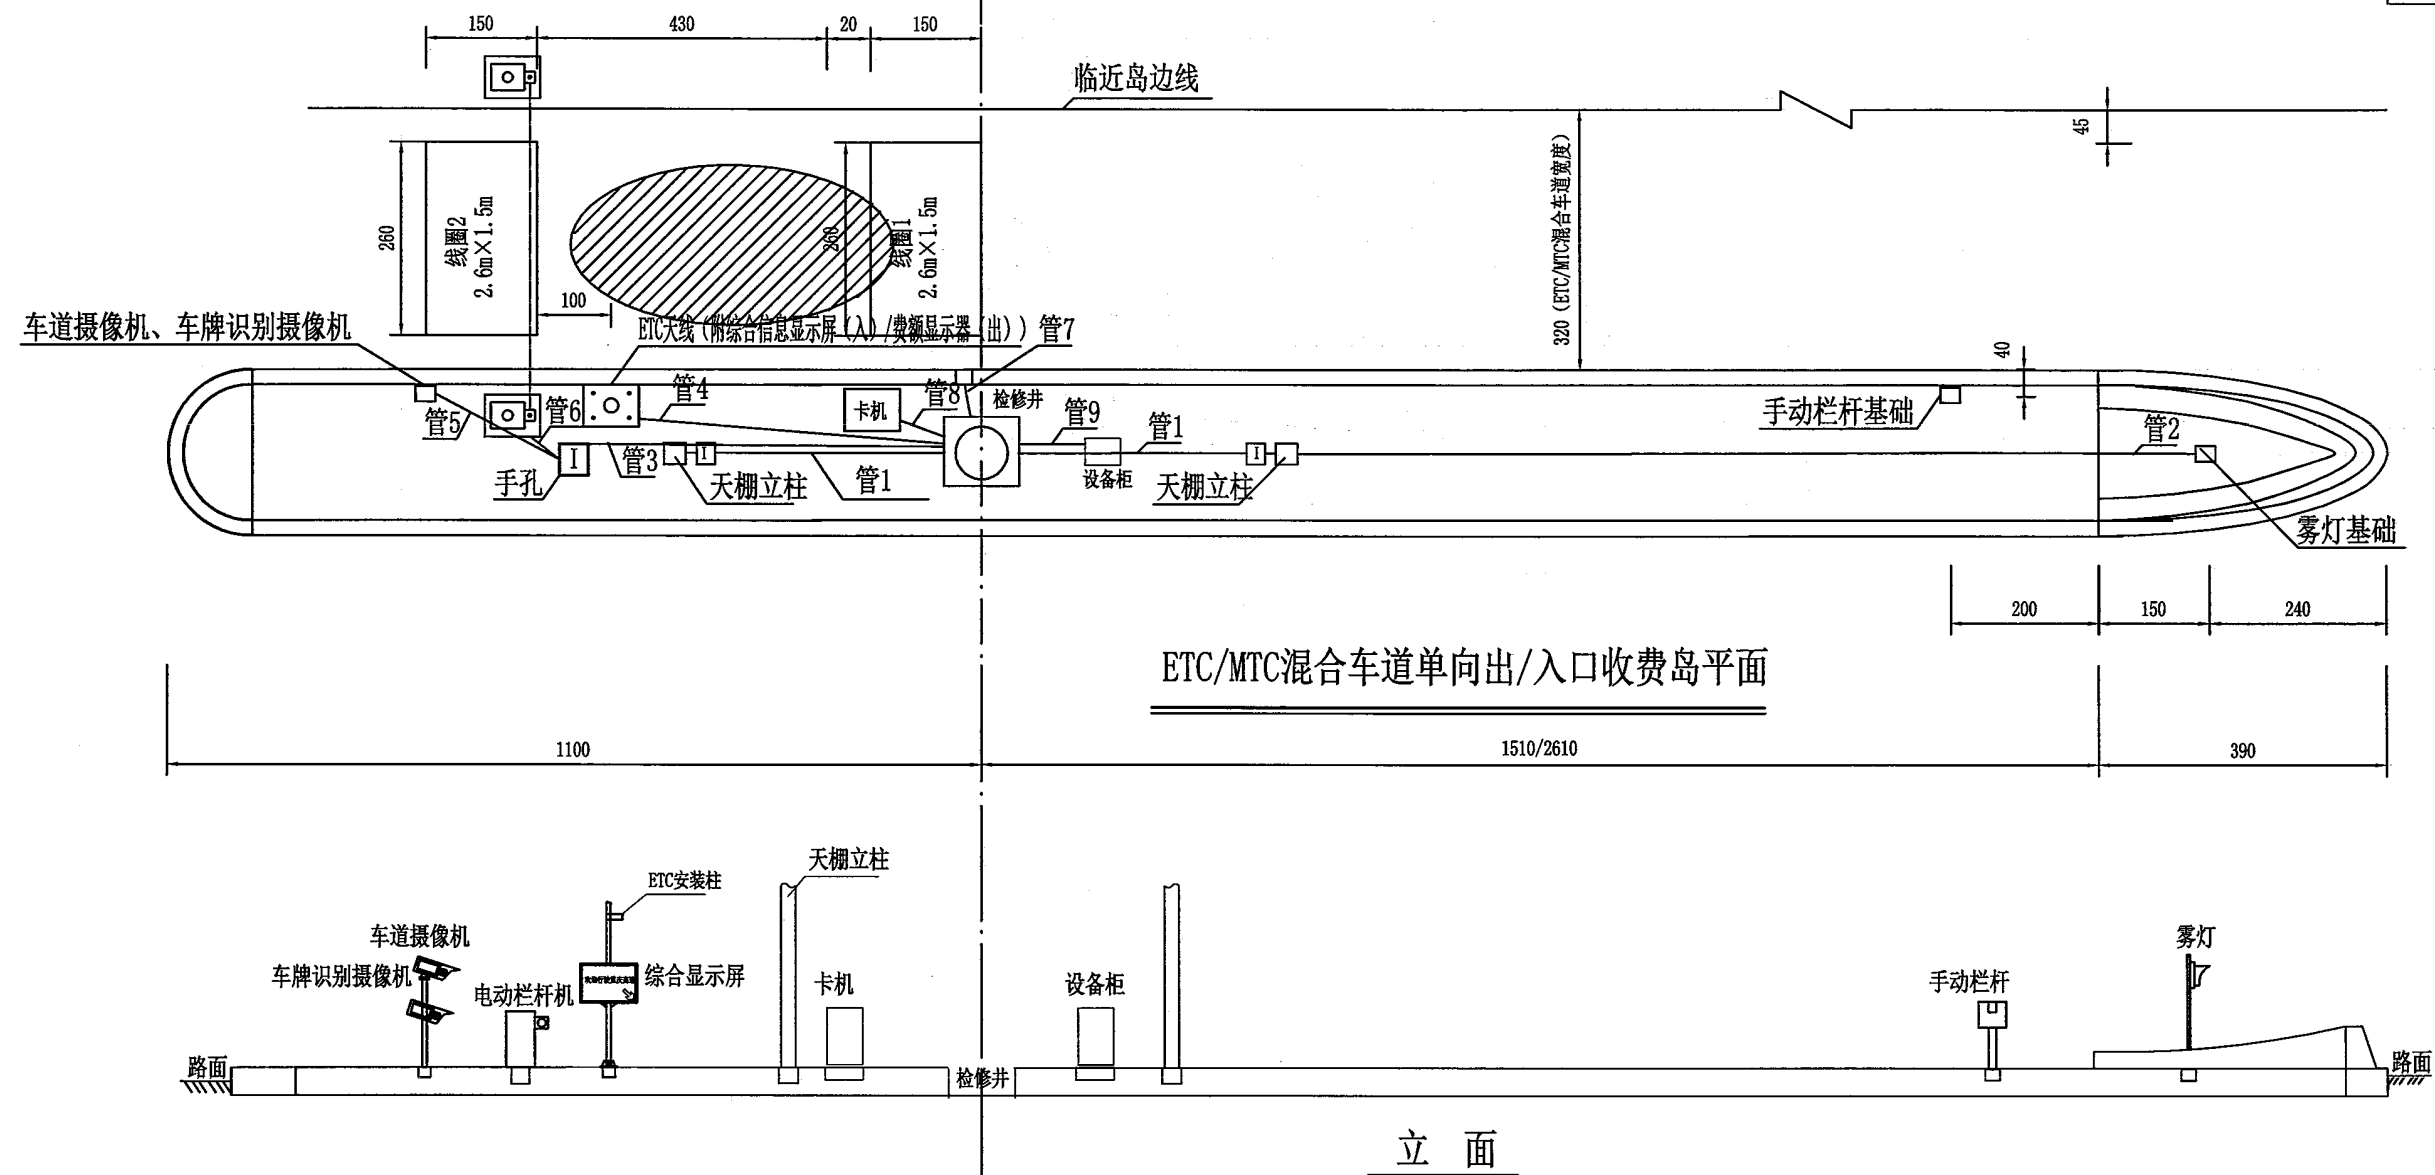 150
430
20
150
临近岛边线
45
260
线圈2
2.6m×1.5m
260
线圈1
2.6m×1.5m
320(ETC/MTC混合车道宽度)
100
车道摄像机、车牌识别摄像机
ETC天线(附综合信息显示屏(入)/费额显示器(出))
管7
40
管5
管6
管4
卡机
管8
检修井
管9
管1
手动栏杆基础
管2
手孔
I
管3
I
天棚立柱
管1
设备柜
I
天棚立柱
雾灯基础
200
150
240
ETC/MTC混合车道单向出/入口收费岛平面
1100
1510/2610
390
天棚立柱
ETC安装柱
车道摄像机
车牌识别摄像机
电动栏杆机
综合显示屏
卡机
设备柜
手动栏杆
雾灯
路面
检修井
路面
立 面